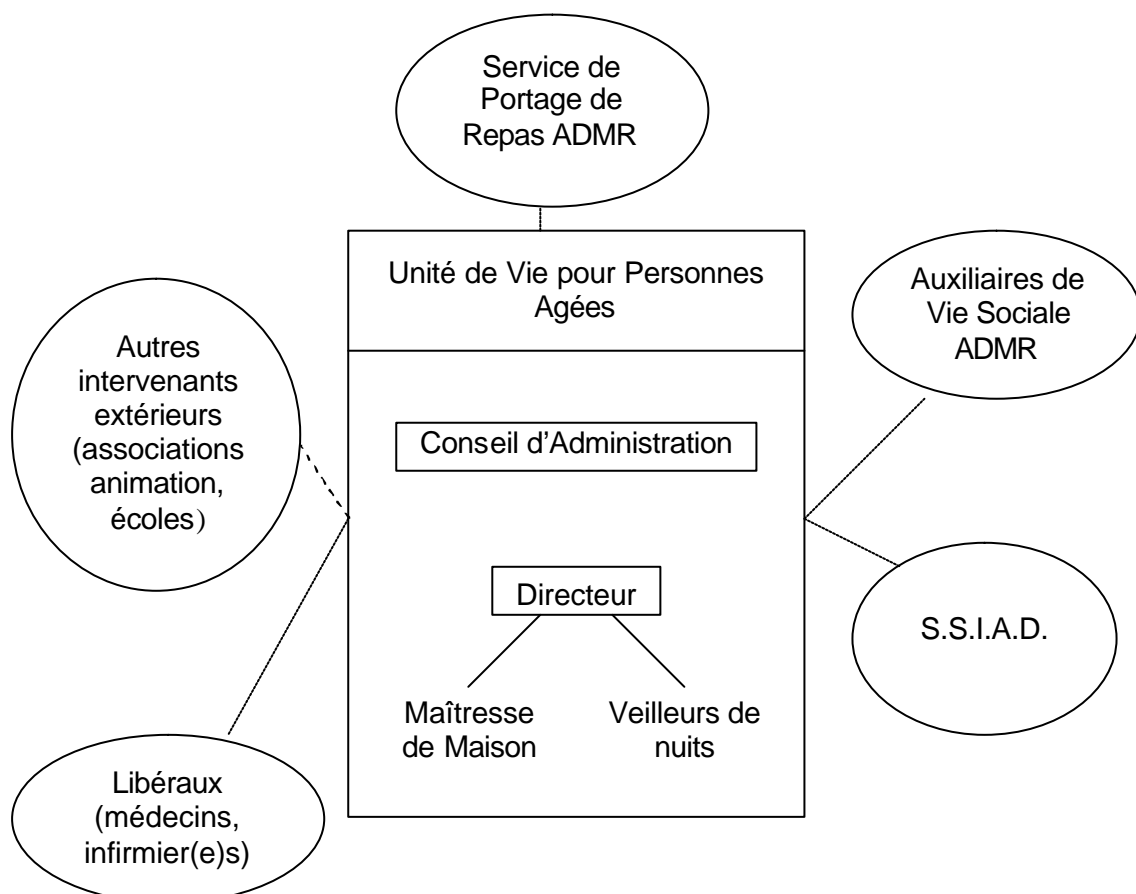 Service de
Portage de
Repas ADMR
Unité de Vie pour Personnes
Agées
Auxiliaires de
Vie Sociale
ADMR
Autres
intervenants
extérieurs
(associations
animation,
écoles)
Conseil d'Administration
Directeur
S.S.I.A.D.
Maîtresse
de Maison
Veilleurs de
nuits
Libéraux
(médecins,
infirmier(e)s)